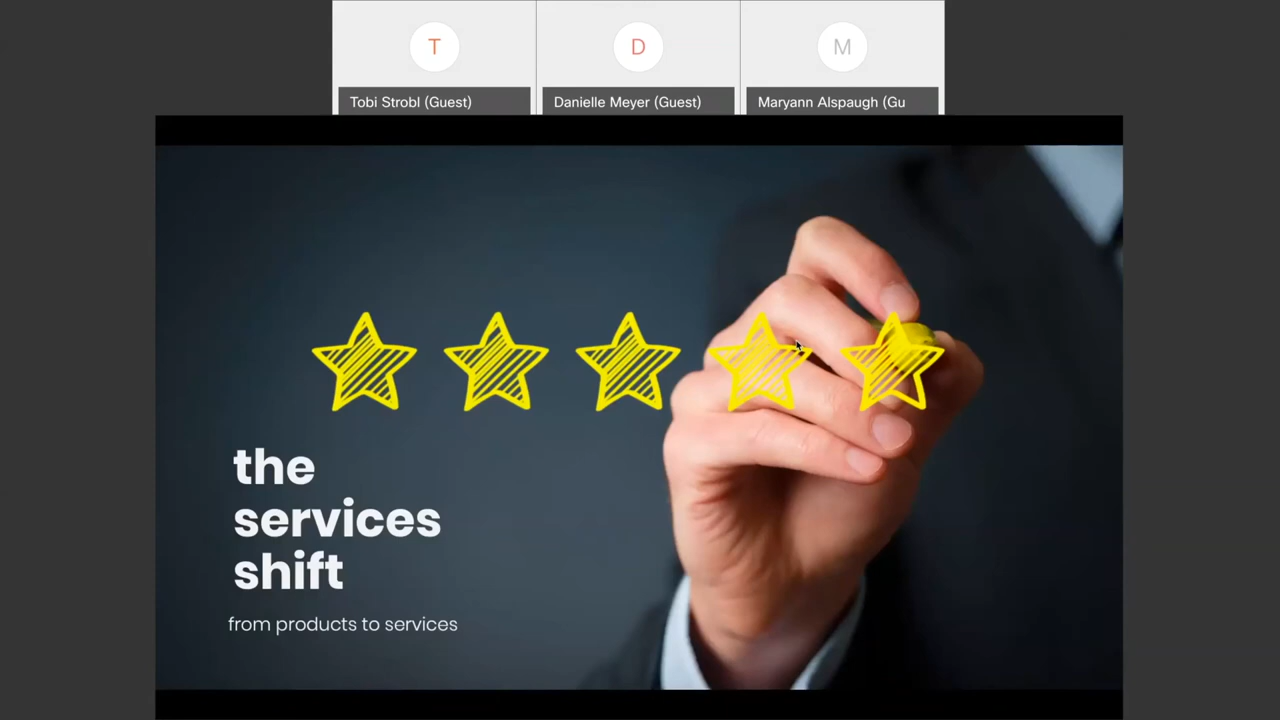 T
D
M
Tobi Strobl (Guest)
Danielle Meyer (Guest)
Maryann Alspaugh (Gu
the
services
shift
from products to services